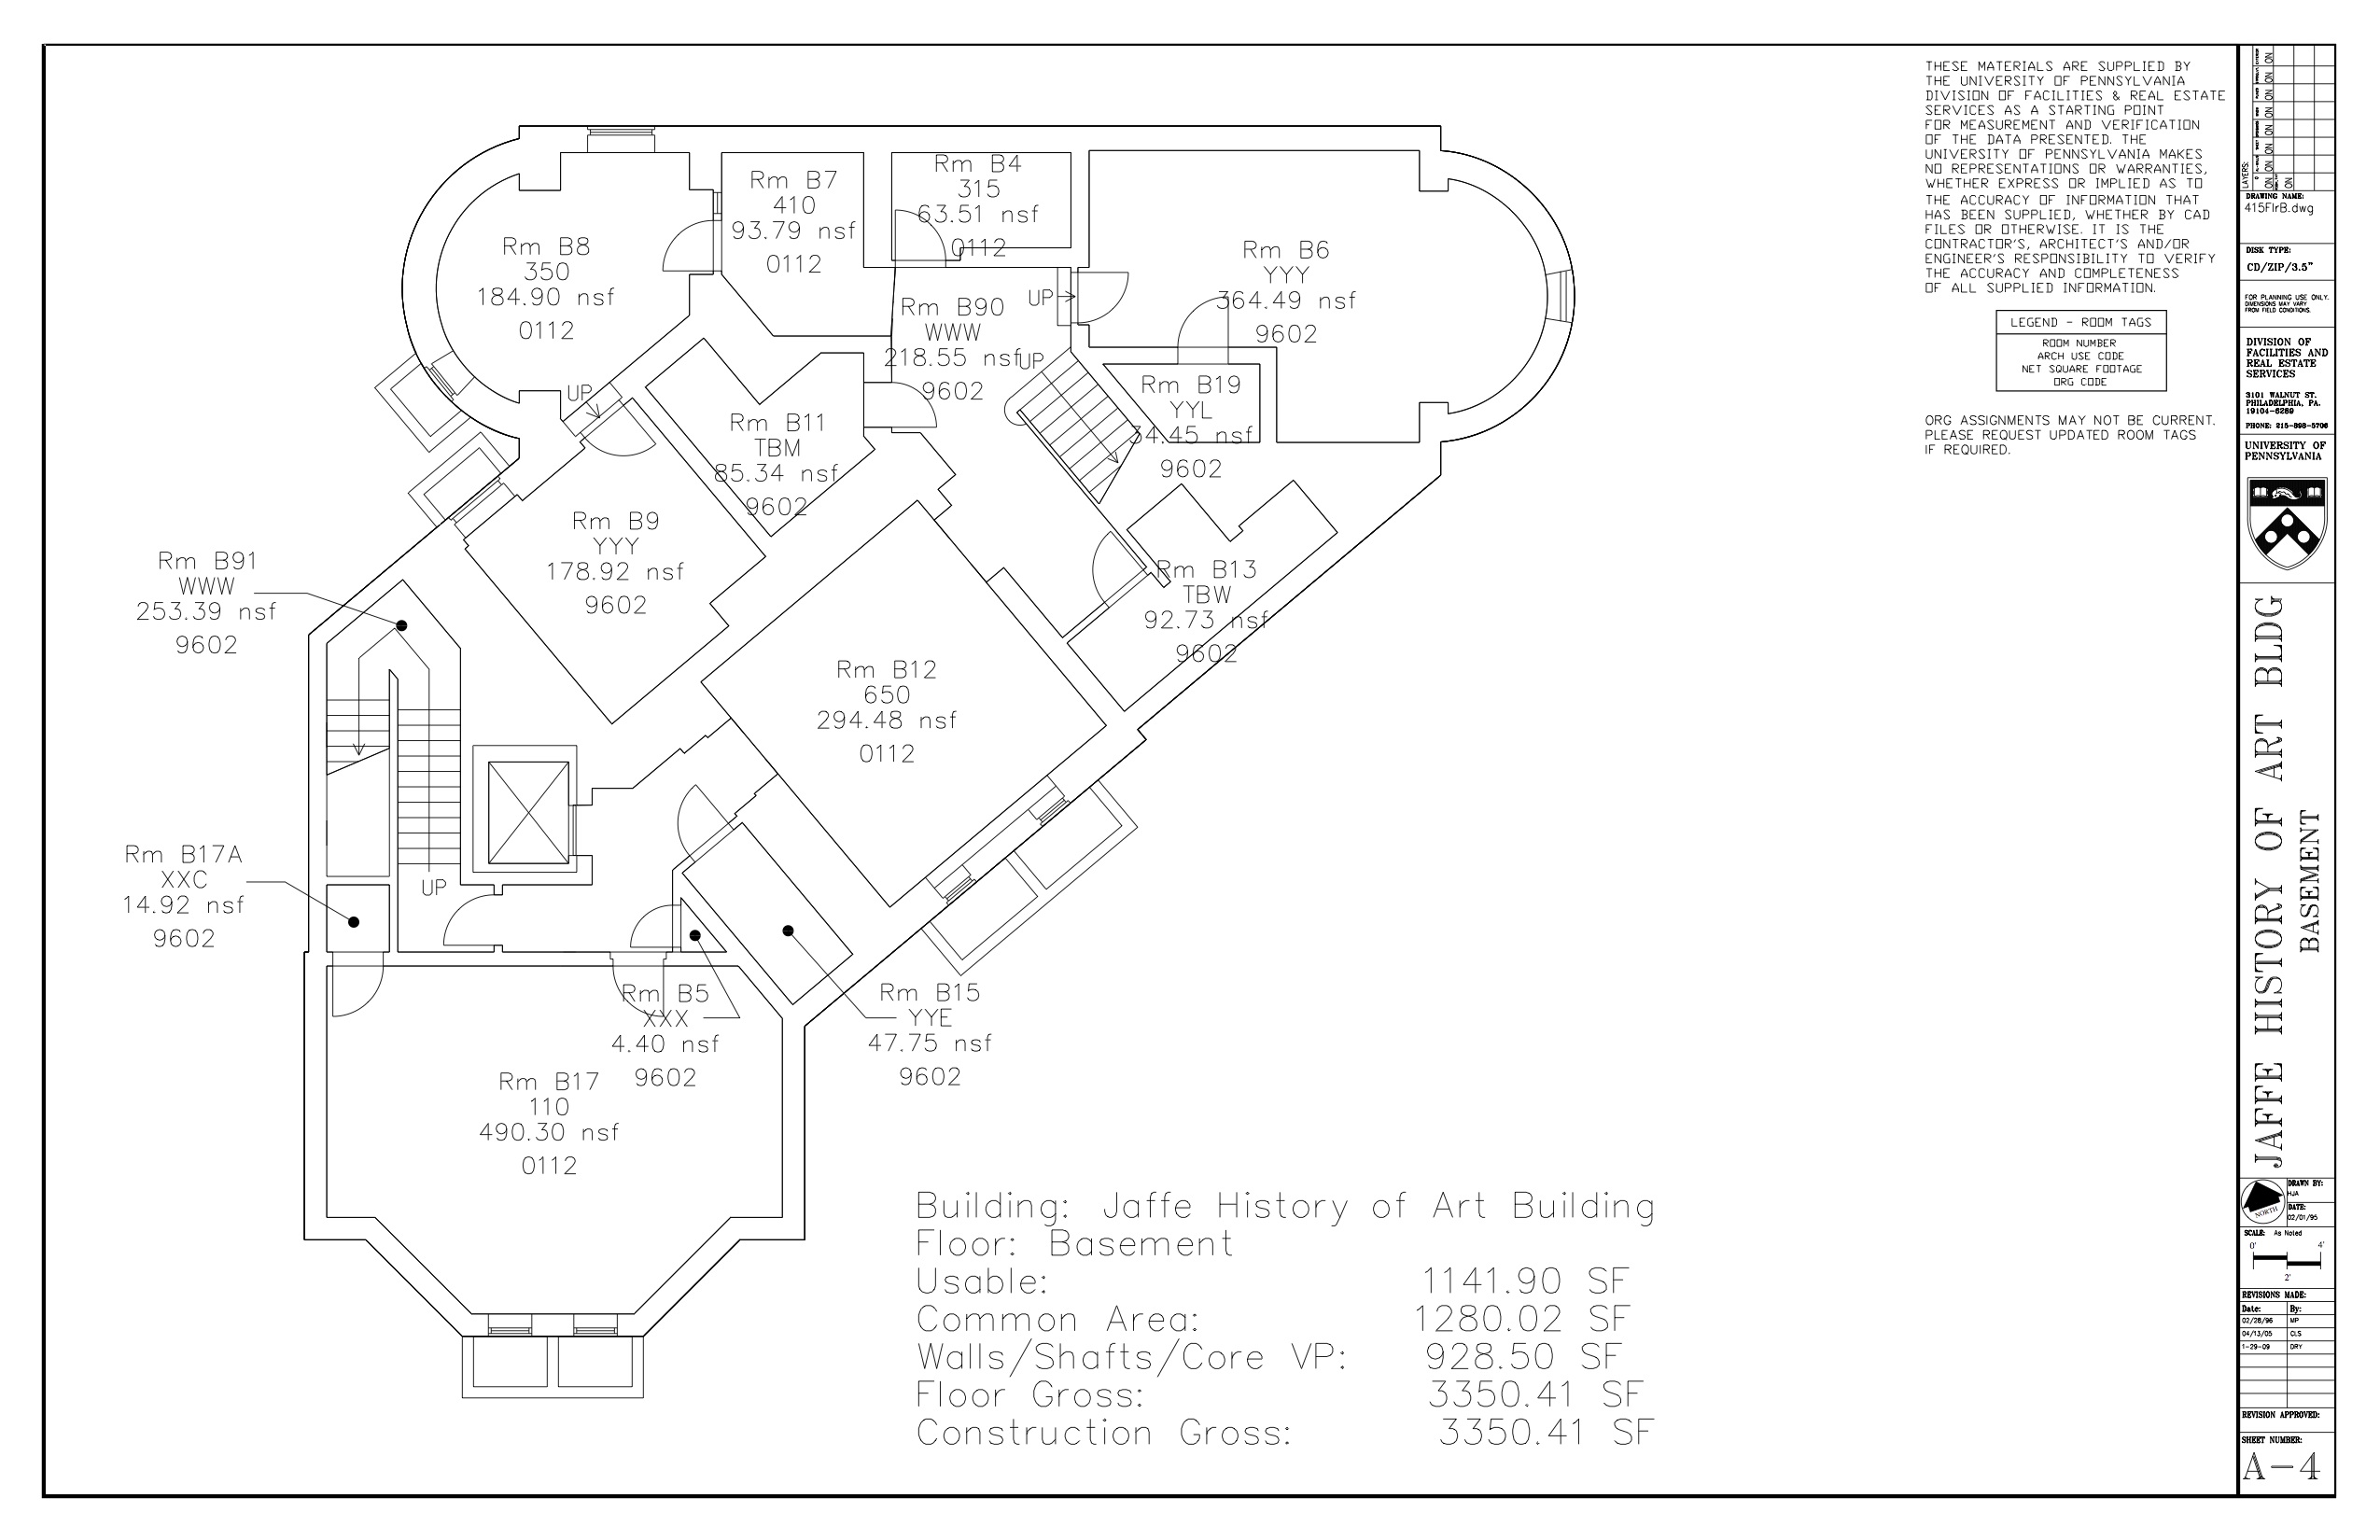 THESE MATERIALS ARE SUPPLIED BY
THE UNIVERSITY OF PENNSYLVANIA
DIVISION OF FACILITIES & REAL ESTATE
SERVICES AS A STARTING POINT
FOR MEASUREMENT AND VERIFICATION
OF THE DATA PRESENTED. THE
UNIVERSITY OF PENNSYLVANIA MAKES
NO REPRESENTATIONS OR WARRANTIES,
WHETHER EXPRESS OR IMPLIED AS TO
THE ACCURACY OF INFORMATION THAT
HAS BEEN SUPPLIED, WHETHER BY CAD
FILES OR OTHERWISE. IT IS THE
CONTRACTOR'S, ARCHITECT'S AND/OR
ENGINEER'S RESPONSIBILITY TO VERIFY
THE ACCURACY AND COMPLETENESS
OF ALL SUPPLIED INFORMATION.
LEGEND - ROOM TAGS
ROOM NUMBER
ARCH USE CODE
NET SQUARE FOOTAGE
ORG CODE
ORG ASSIGNMENTS MAY NOT BE CURRENT.
PLEASE REQUEST UPDATED ROOM TAGS
IF REQUIRED.
Rm B7
410
93.79 nsf
0112
Rm B4
315
63.51 nsf
0112
Rm B8
350
184.90 nsf
0112
UP
Rm B6
YYY
364.49 nsf
9602
Rm B90
WWW
218.55 nsf
9602
UP
UP
Rm B19
YYL
34.45 nsf
9602
Rm B11
TBM
85.34 nsf
9602
Rm B9
YYY
178.92 nsf
9602
Rm B91
WWW
253.39 nsf
9602
Rm B13
TBW
92.73 nsf
9602
Rm B12
650
294.48 nsf
0112
Rm B17A
XXC
14.92 nsf
9602
UP
Rm B5
XXX
4.40 nsf
9602
Rm B15
YYE
47.75 nsf
9602
Rm B17
110
490.30 nsf
0112
Building: Jaffe History of Art Building
Floor: Basement
Usable: 1141.90 SF
Common Area: 1280.02 SF
Walls/Shafts/Core VP: 928.50 SF
Floor Gross: 3350.41 SF
Construction Gross: 3350.41 SF
LAYERS:
ON ON ON ON ON ON
ON
DRAWING NAME:
415FlrB.dwg
DISK TYPE:
CD/ZIP/3.5"
FOR PLANNING USE ONLY.
DIMENSIONS MAY VARY
FROM FIELD CONDITIONS.
DIVISION OF
FACILITIES AND
REAL ESTATE
SERVICES
3101 WALNUT ST.
PHILADELPHIA, PA.
19104-6289
PHONE: 215-898-5706
UNIVERSITY OF
PENNSYLVANIA
JAFFE HISTORY OF ART BLDG
BASEMENT
NORTH
DRAWN BY:
HJA
DATE:
02/01/95
SCALE: As Noted
0' 4'
2'
REVISIONS MADE:
Date: By:
02/28/96 MP
04/13/05 CLS
1-29-09 DRY
REVISION APPROVED:
SHEET NUMBER:
A-4